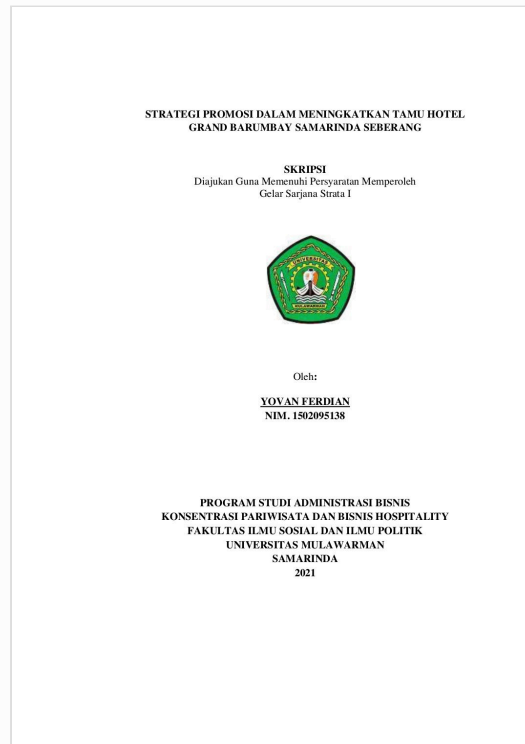 STRATEGI PROMOSI DALAM MENINGKATKAN TAMU HOTEL
GRAND BARUMBAY SAMARINDA SEBERANG
SKRIPSI
Diajukan Guna Memenuhi Persyaratan Memperoleh
Gelar Sarjana Strata I
UNIVERSITAS
MULAWARMAN
Oleh:
YOVAN FERDIAN
NIM. 1502095138
PROGRAM STUDI ADMINISTRASI BISNIS
KONSENTRASI PARIWISATA DAN BISNIS HOSPITALITY
FAKULTAS ILMU SOSIAL DAN ILMU POLITIK
UNIVERSITAS MULAWARMAN
SAMARINDA
2021